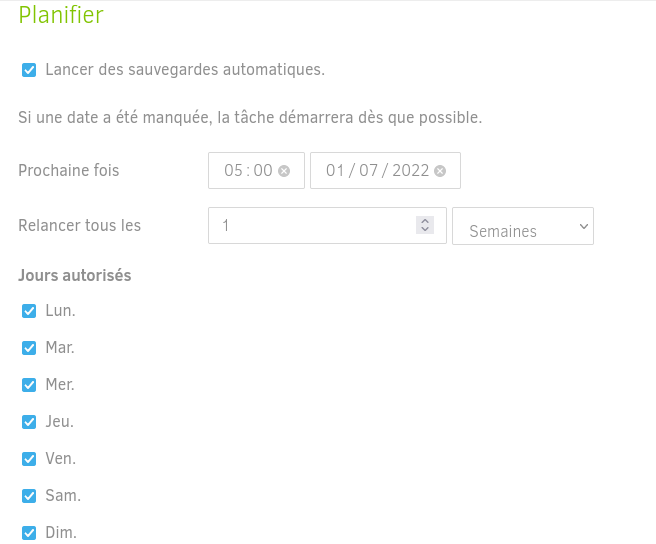 Planifier
Lancer des sauvegardes automatiques.
Si une date a été manquée, la tâche démarrera dès que possible.
Prochaine fois 05 : 00 01 / 07 / 2022
Relancer tous les 1 Semaines
Jours autorisés
Lun.
Mar.
Mer.
Jeu.
Ven.
Sam.
Dim.